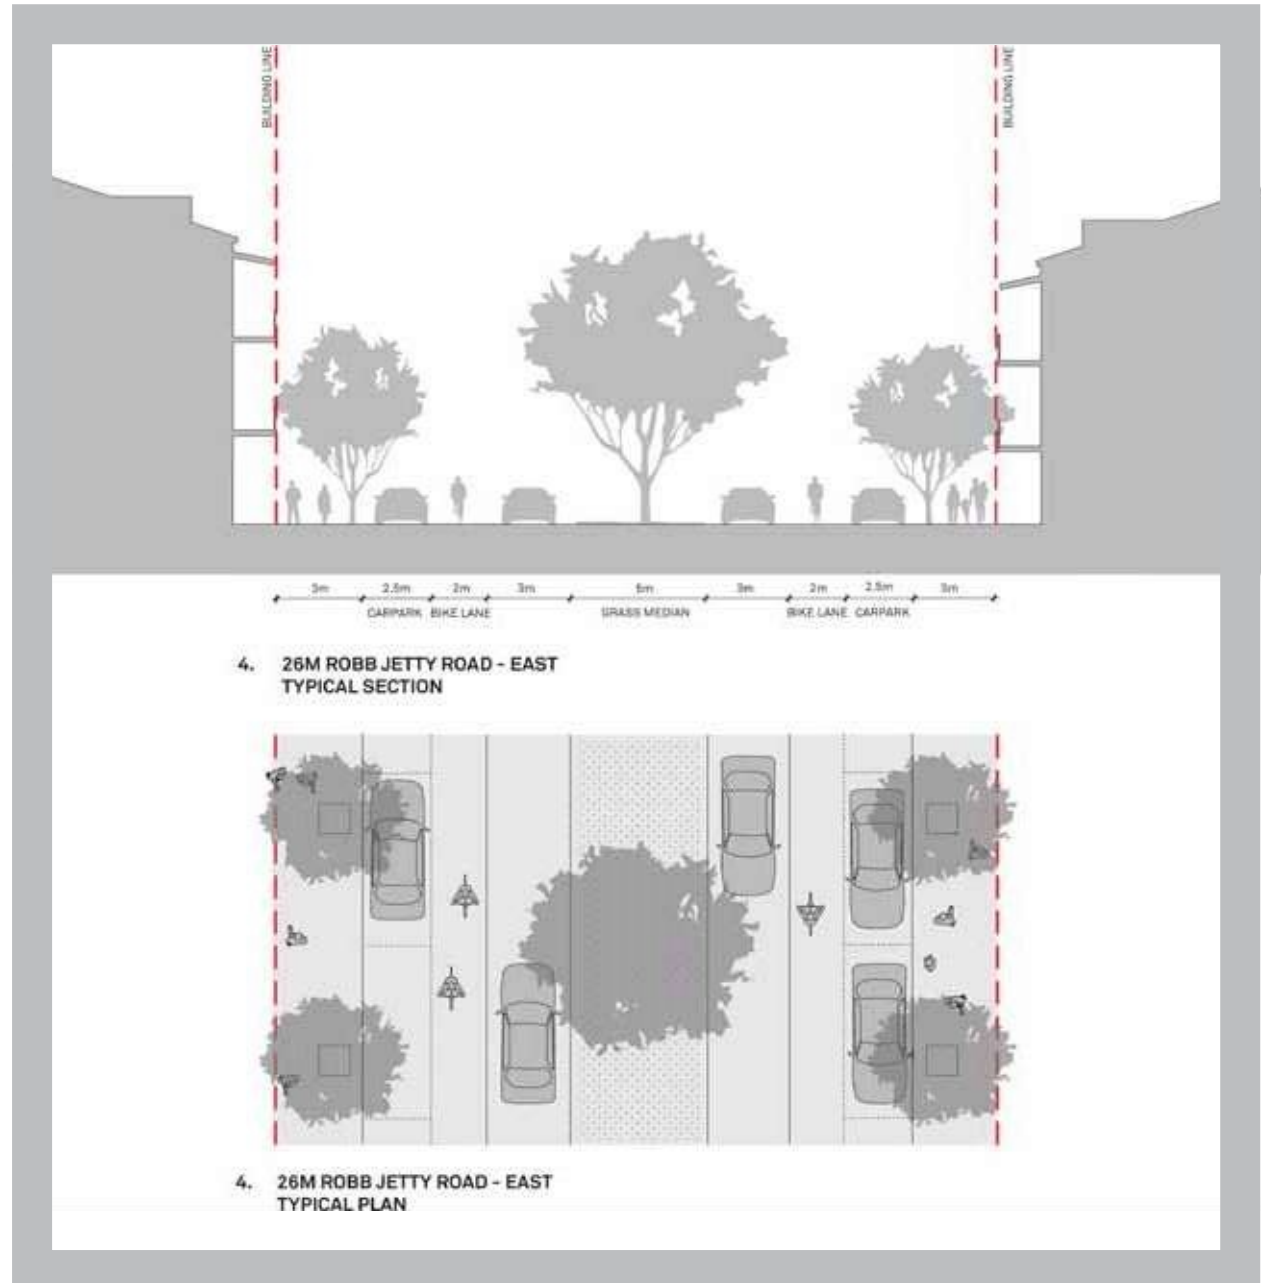 BUILDING LINE
BUILDING LINE
3m 2.5m 2m 3m 5m 3m 2m 2.5m 3m
CARPARK BIKE LANE GRASS MEDIAN BIKE LANE CARPARK
4. 26M ROBB JETTY ROAD - EAST
TYPICAL SECTION
4. 26M ROBB JETTY ROAD - EAST
TYPICAL PLAN